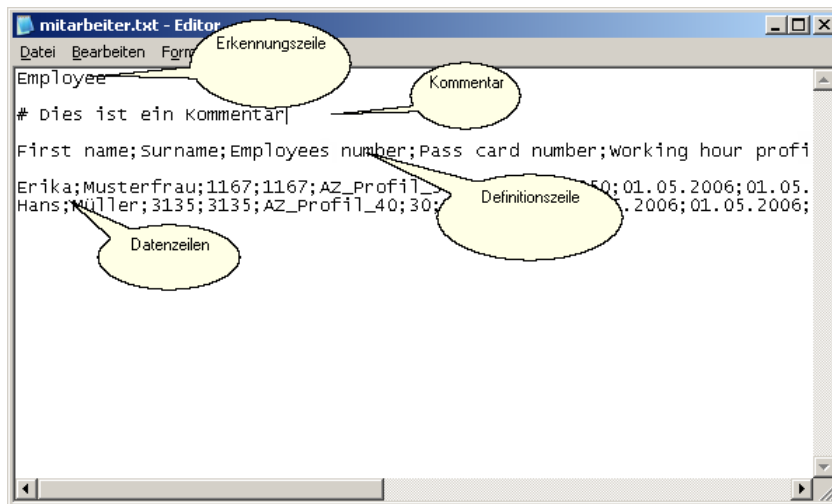 mitarbeiter.txt - Editor
Datei Bearbeiten
Erkennungszeile
Employee
Kommentar
# Dies ist ein Kommentar
First name;Surname;Employees number;Pass card number;Working hour profi
Erika;Musterfrau;1167;1167;AZ_Profil_ ;01.05.2006;01.05.
Hans;Müller;3135;3135;AZ_Profil_40;30; .2006;01.05.2006;
Definitionszeile
Datenzeilen